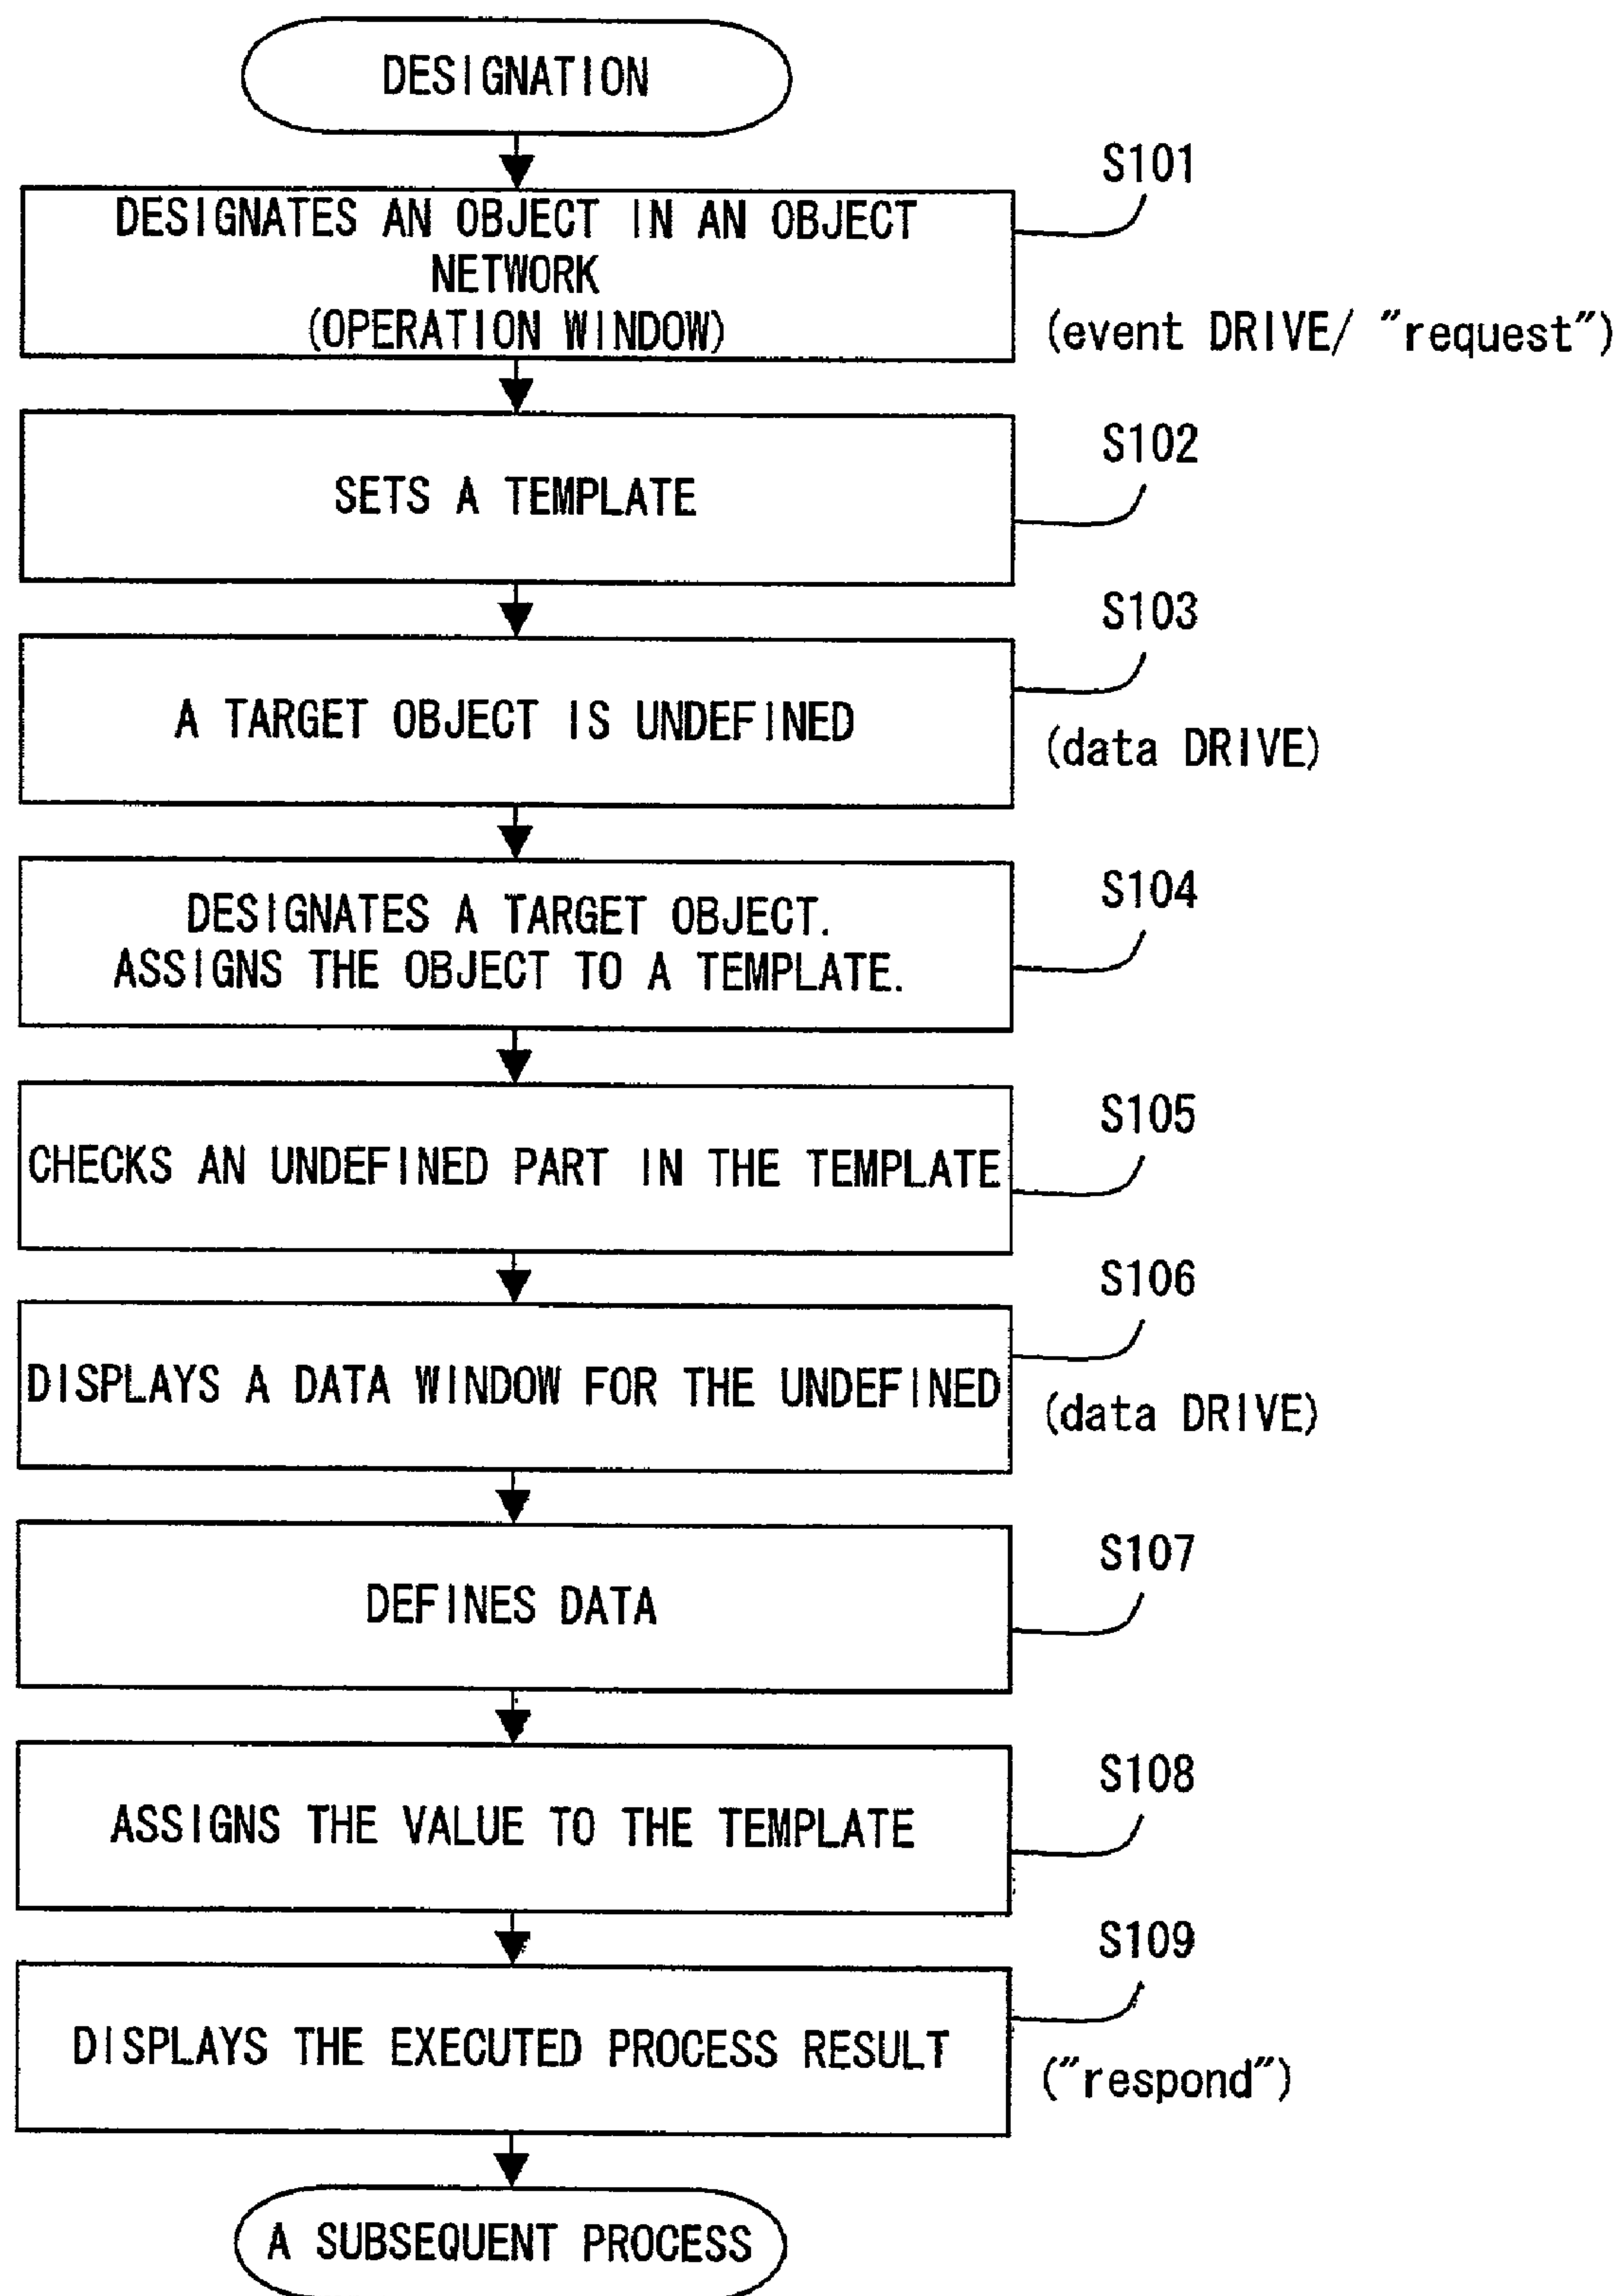 DESIGNATION
S101
DESIGNATES AN OBJECT IN AN OBJECT
NETWORK
(OPERATION WINDOW)
(event DRIVE/ "request")
S102
SETS A TEMPLATE
S103
A TARGET OBJECT IS UNDEFINED
(data DRIVE)
S104
DESIGNATES A TARGET OBJECT.
ASSIGNS THE OBJECT TO A TEMPLATE.
S105
CHECKS AN UNDEFINED PART IN THE TEMPLATE
S106
DISPLAYS A DATA WINDOW FOR THE UNDEFINED
(data DRIVE)
S107
DEFINES DATA
S108
ASSIGNS THE VALUE TO THE TEMPLATE
S109
DISPLAYS THE EXECUTED PROCESS RESULT
("respond")
A SUBSEQUENT PROCESS